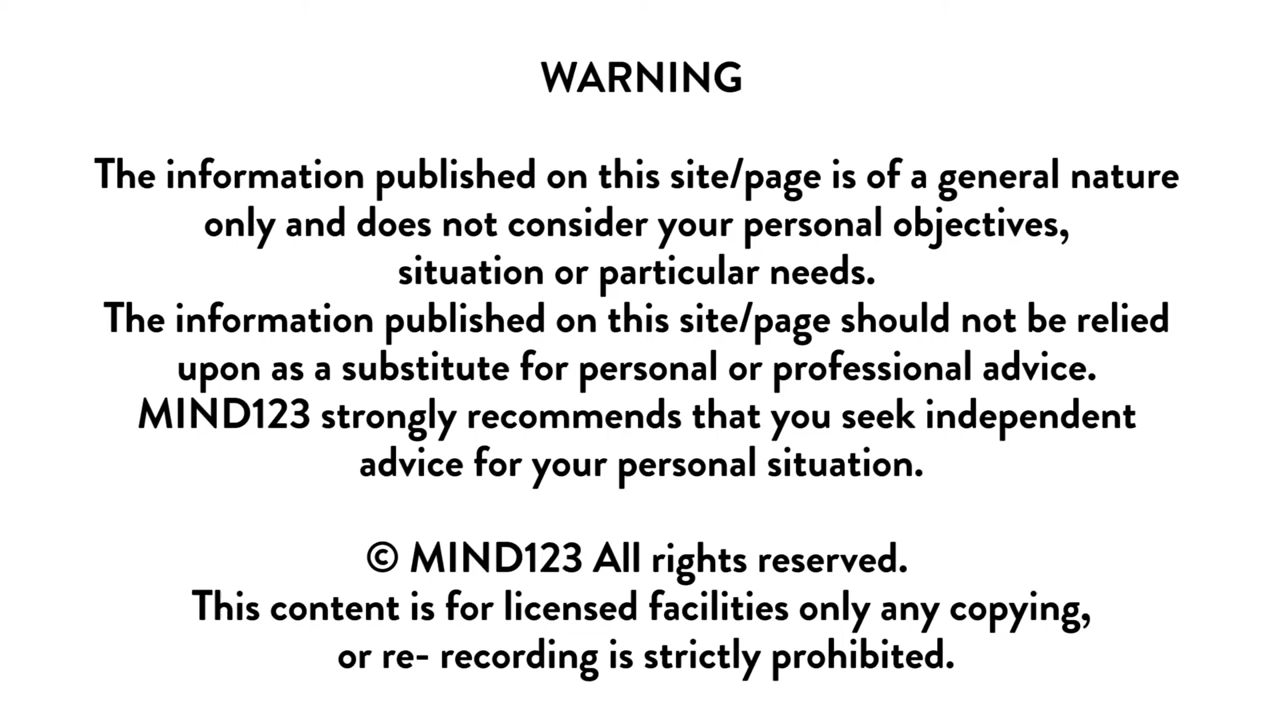 WARNING
The information published on this site/page is of a general nature
only and does not consider your personal objectives,
situation or particular needs.
The information published on this site/page should not be relied
upon as a substitute for personal or professional advice.
MIND123 strongly recommends that you seek independent
advice for your personal situation.
© MIND123 All rights reserved.
This content is for licensed facilities only any copying,
or re- recording is strictly prohibited.